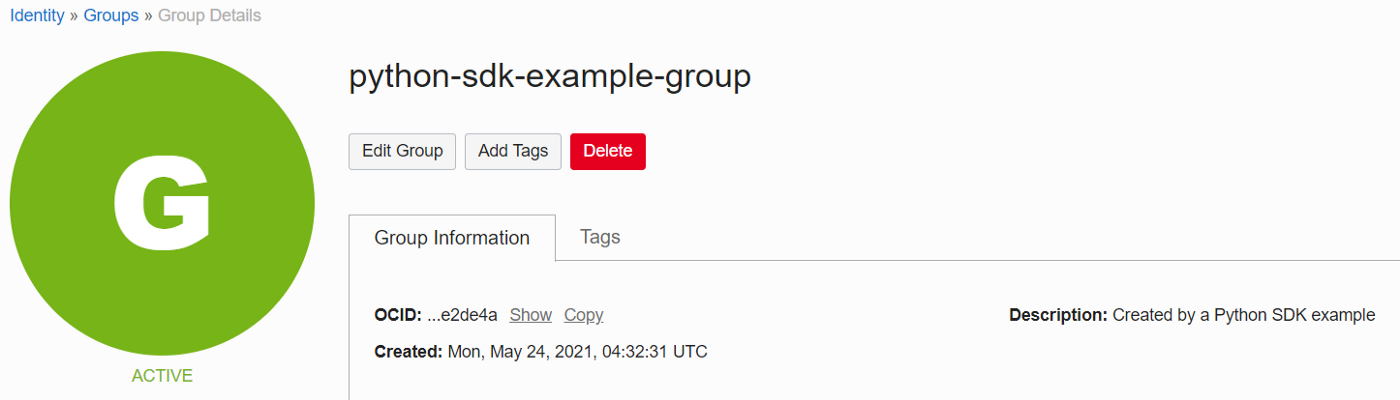 Identity » Groups » Group Details
python-sdk-example-group
Edit Group Add Tags Delete
G
Group Information Tags
OCID: ...e2de4a Show Copy Description: Created by a Python SDK example
Created: Mon, May 24, 2021, 04:32:31 UTC
ACTIVE